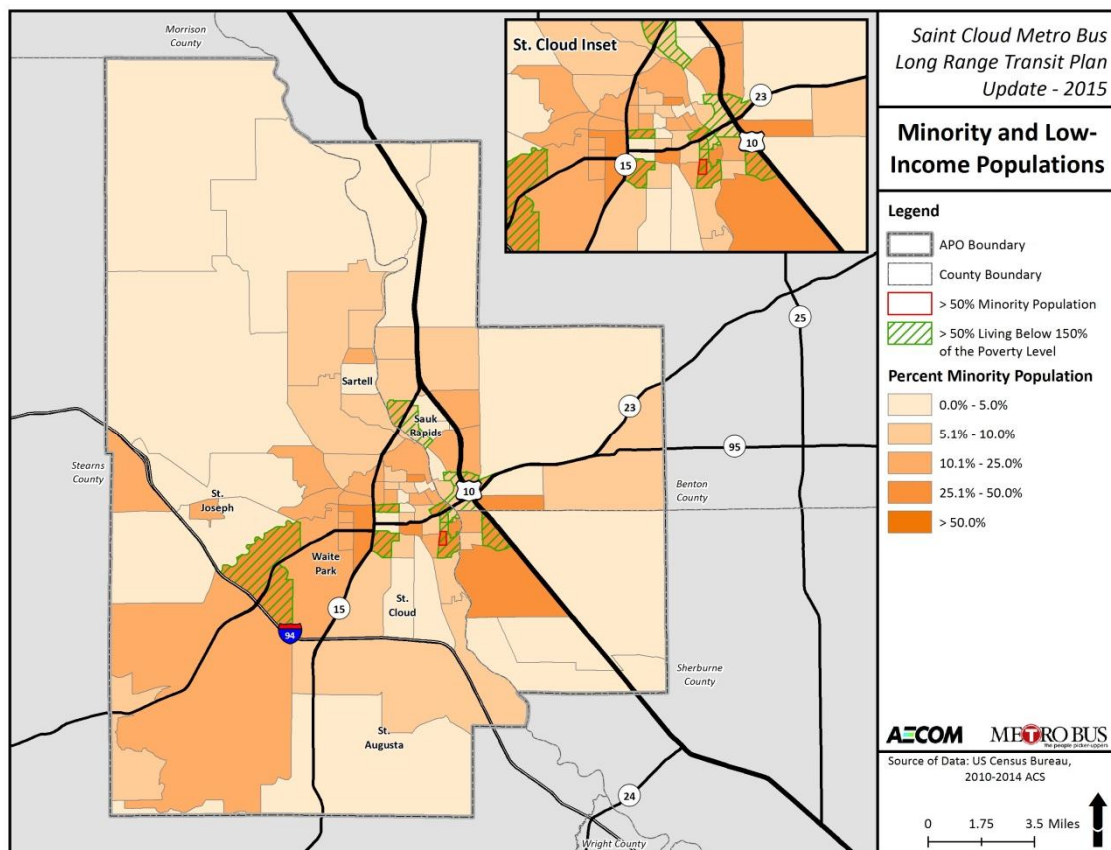 Saint Cloud Metro Bus
Long Range Transit Plan
Update - 2015
Minority and Low-
Income Populations
Legend
APO Boundary
County Boundary
> 50% Minority Population
> 50% Living Below 150%
of the Poverty Level
Percent Minority Population
0.0% - 5.0%
5.1% - 10.0%
10.1% - 25.0%
25.1% - 50.0%
> 50.0%
AECOM
METRO BUS
The people picker-uppers
Source of Data: US Census Bureau,
2010-2014 ACS
0 1.75 3.5 Miles
St. Cloud Inset
23
10
15
Morrison
County
25
Sartell
Sauk
Rapids
23
95
Stearns
County
10
Benton
County
St.
Joseph
Waite
Park
15
St.
Cloud
94
Sherburne
County
St.
Augusta
24
Wright County